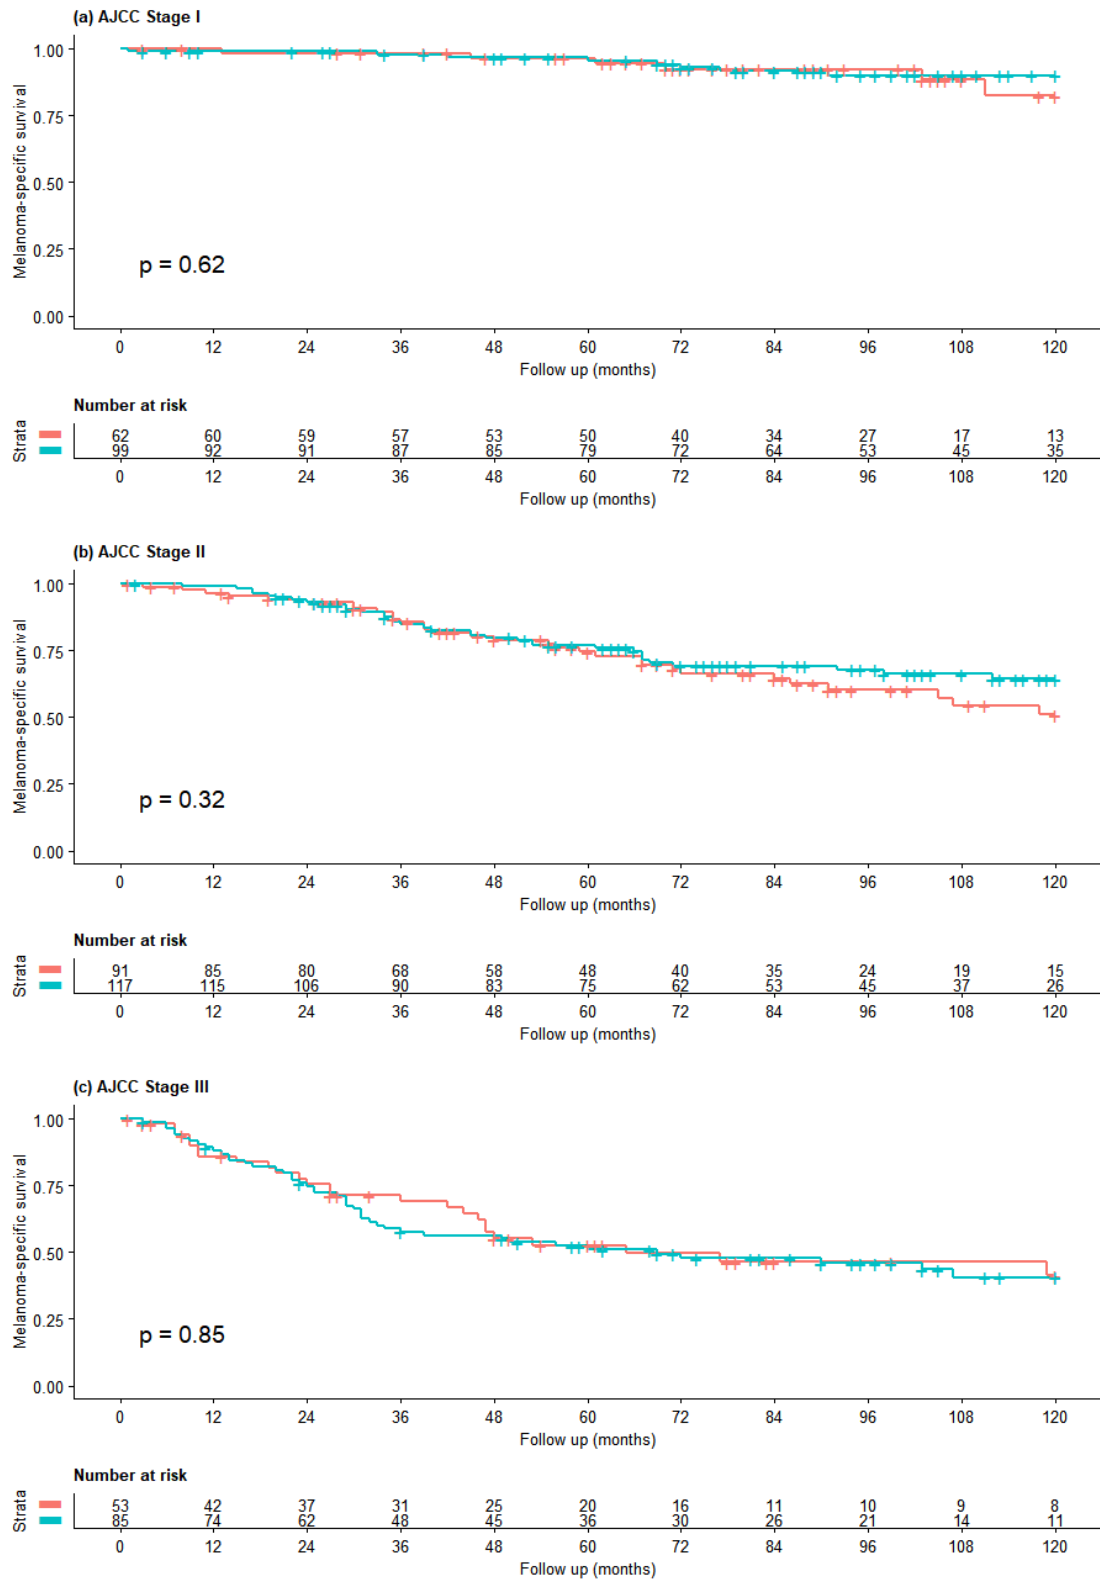 (a) AJCC Stage I
1.00
0.75
0.50
0.25
0.00
Melanoma-specific survival
p = 0.62
0 12 24 36 48 60 72 84 96 108 120
Follow up (months)
Number at risk
Strata
62 60 59 57 53 50 40 34 27 17 13
99 92 91 87 85 79 72 64 53 45 35
0 12 24 36 48 60 72 84 96 108 120
Follow up (months)
(b) AJCC Stage II
1.00
0.75
0.50
0.25
0.00
Melanoma-specific survival
p = 0.32
0 12 24 36 48 60 72 84 96 108 120
Follow up (months)
Number at risk
Strata
91 85 80 68 58 48 40 35 24 19 15
117 115 106 90 83 75 62 53 45 37 26
0 12 24 36 48 60 72 84 96 108 120
Follow up (months)
(c) AJCC Stage III
1.00
0.75
0.50
0.25
0.00
Melanoma-specific survival
p = 0.85
0 12 24 36 48 60 72 84 96 108 120
Follow up (months)
Number at risk
Strata
53 42 37 31 25 20 16 11 10 9 8
85 74 62 48 45 36 30 26 21 14 11
0 12 24 36 48 60 72 84 96 108 120
Follow up (months)